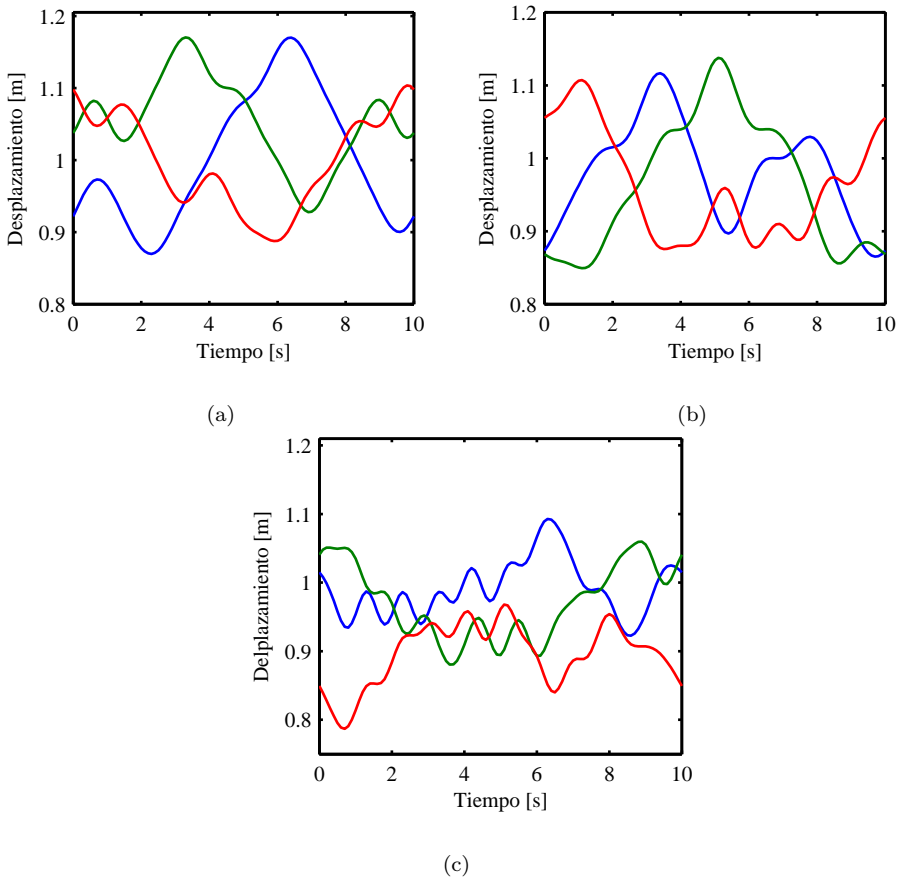 1.2
1.1
1
0.9
0.8
Desplazamiento [m]
0 2 4 6 8 10
Tiempo [s]
(a)
1.2
1.1
1
0.9
0.8
Desplazamiento [m]
0 2 4 6 8 10
Tiempo [s]
(b)
1.2
1.1
1
0.9
0.8
Delplazamiento [m]
0 2 4 6 8 10
Tiempo [s]
(c)